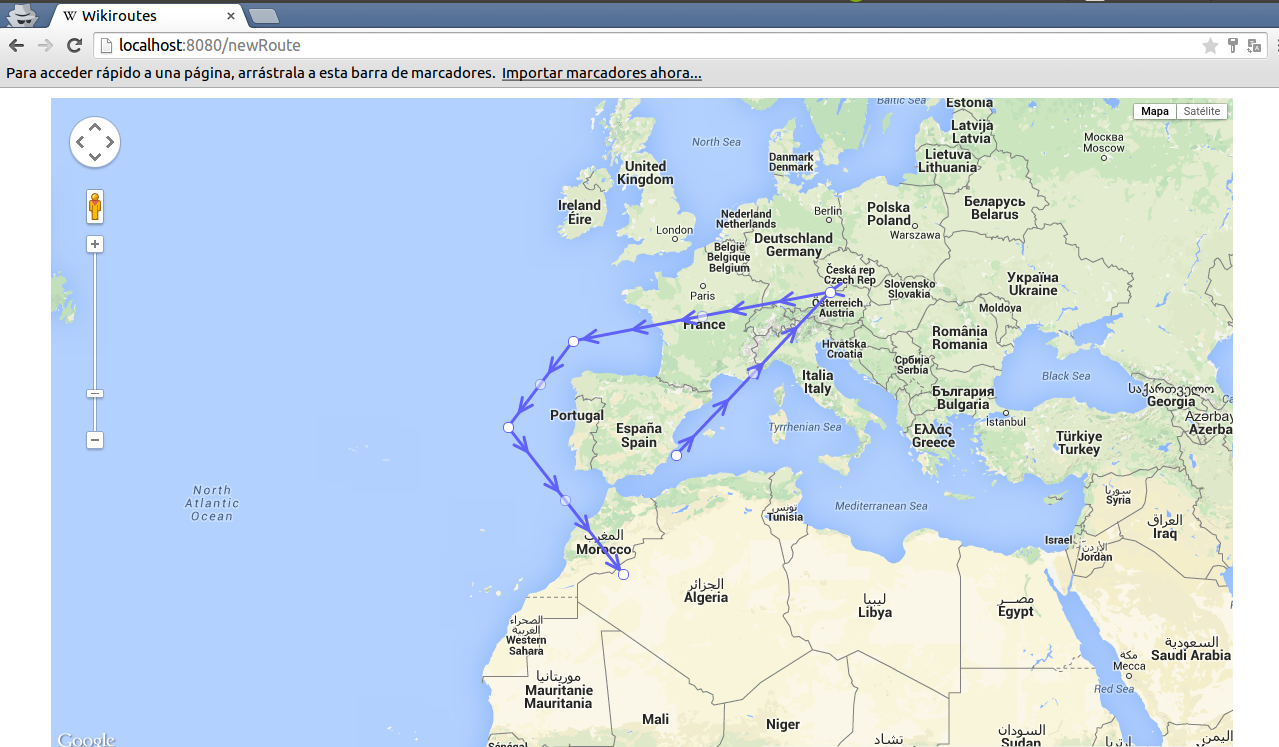 Wikiroutes
localhost:8080/newRoute
Para acceder rápido a una página, arrástrala a esta barra de marcadores. Importar marcadores ahora...
Mapa
Satélite
Baltic Sea
Estonia
Latvija
Latvia
Lietuva
Lithuania
Москва
Moscow
North Sea
Danmark
Denmark
United
Kingdom
Ireland
Éire
London
Nederland
Netherlands
Berlin
Polska
Poland
Warszawa
Беларусь
Belarus
België
Belgique
Belgium
Deutschland
Germany
Česká rep
Czech Rep
Slovensko
Slovakia
Україна
Ukraine
Paris
France
Österreich
Austria
Moldova
România
Romania
Hrvatska
Croatia
Србија
Serbia
Italia
Italy
България
Bulgaria
Black Sea
საქართველო
Georgia
Azərbay
Azerba
Portugal
España
Spain
Tyrrhenian Sea
Ελλάς
Greece
İstanbul
Türkiye
Turkey
North
Atlantic
Ocean
تونس
Tunisia
Mediterranean Sea
سوريا
Syria
العراق
Iraq
Israel
الأردن
Jordan
المغرب
Morocco
الجزائر
Algeria
ليبيا
Libya
مصر
Egypt
الصحراء
الغربية
Western
Sahara
السعودية
Saudi Arabia
مكة
Mecca
Red Sea
موريتانيا
Mauritanie
Mauritania
Mali
Niger
السودان
Sudan
تشاد
اليمن
Sénégal
Google